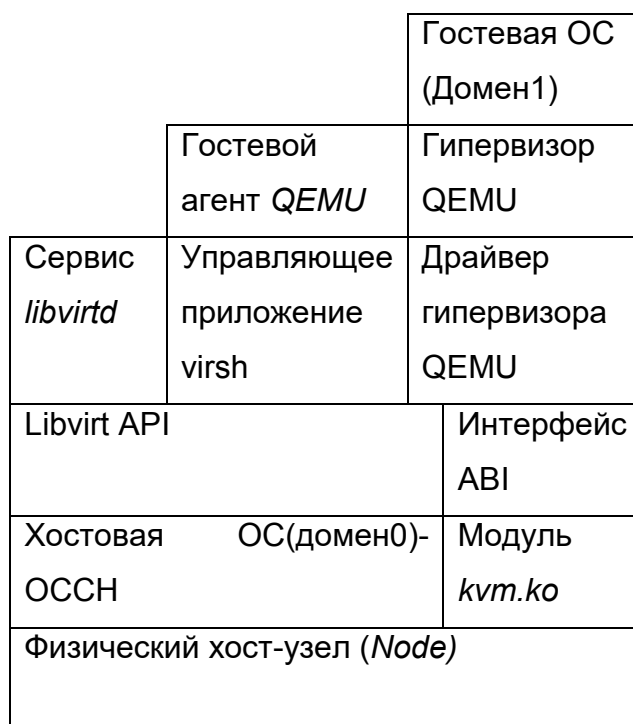 Гостевая ОС
(Домен1)
Гостевой
агент QEMU
Гипервизор
QEMU
Сервис
libvirtd
Управляющее
приложение
virsh
Драйвер
гипервизора
QEMU
Libvirt API
Интерфейс
ABI
Хостовая ОС(домен0)-
ОССН
Модуль
kvm.ko
Физический хост-узел (Node)